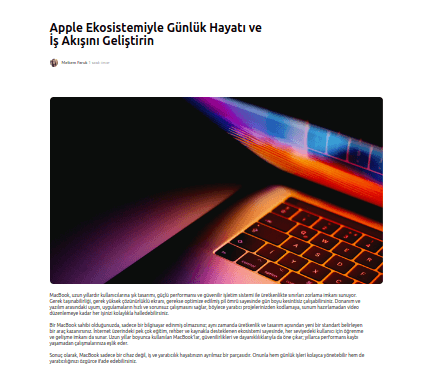 Apple Ekosistemiyle Günlük Hayatı ve
İş Akışını Geliştirin
MacBook, uzun yıllardır kullanıcılarına şık tasarımı, güçlü performansı ve güvenilir işletim sistemi ile üretkenlikte sınırları zorlama imkanı sunuyor.
Gerek taşınabilirliği, gerek yüksek çözünürlüklü ekranı, gerekse optimize edilmiş pil ömrü sayesinde gün boyu kesintisiz çalışabilirsiniz. Donanım ve
yazılım arasındaki uyum, uygulamaların hızlı ve sorunsuz çalışmasını sağlar, böylece yaratıcı projelerinizden kodlamaya, sunum hazırlamadan video
düzenlemeye kadar her işinizi kolaylıkla halledebilirsiniz.
Bir MacBook sahibi olduğunuzda, sadece bir bilgisayar edinmiş olmazsınız; aynı zamanda üretkenlik ve tasarım açısından yeni bir standart belirleyen
bir araç kazanırsınız. İnternet üzerindeki pek çok eğitim, rehber ve kaynakla desteklenen ekosistemi sayesinde, her seviyedeki kullanıcı için öğrenme
ve gelişme imkanı da sunar. Uzun yıllar boyunca kullanılan MacBook'lar, güvenilirlikleri ve dayanıklılıklarıyla da öne çıkar; yıllarca performans kaybı
yaşamadan çalışmalarınıza eşlik eder.
Sonuç olarak, MacBook sadece bir cihaz değil, iş ve yaratıcılık hayatınızın ayrılmaz bir parçasıdır. Onunla hem günlük işleri kolayca yönetebilir hem de
yaratıcılığınızı özgürce ifade edebilirsiniz.